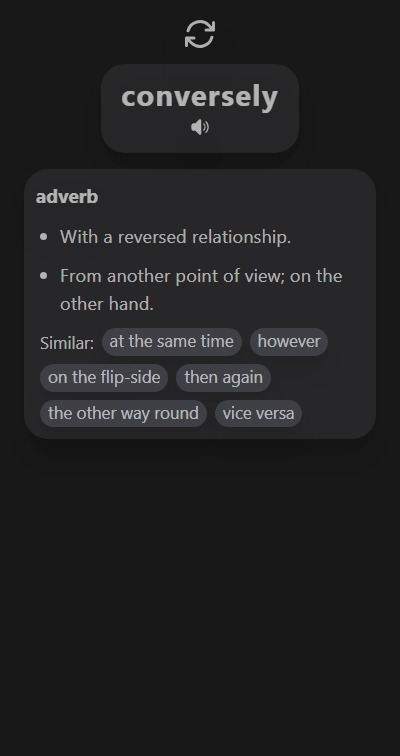 conversely
adverb
With a reversed relationship.
From another point of view; on the
other hand.
Similar: at the same time however
on the flip-side then again
the other way round vice versa